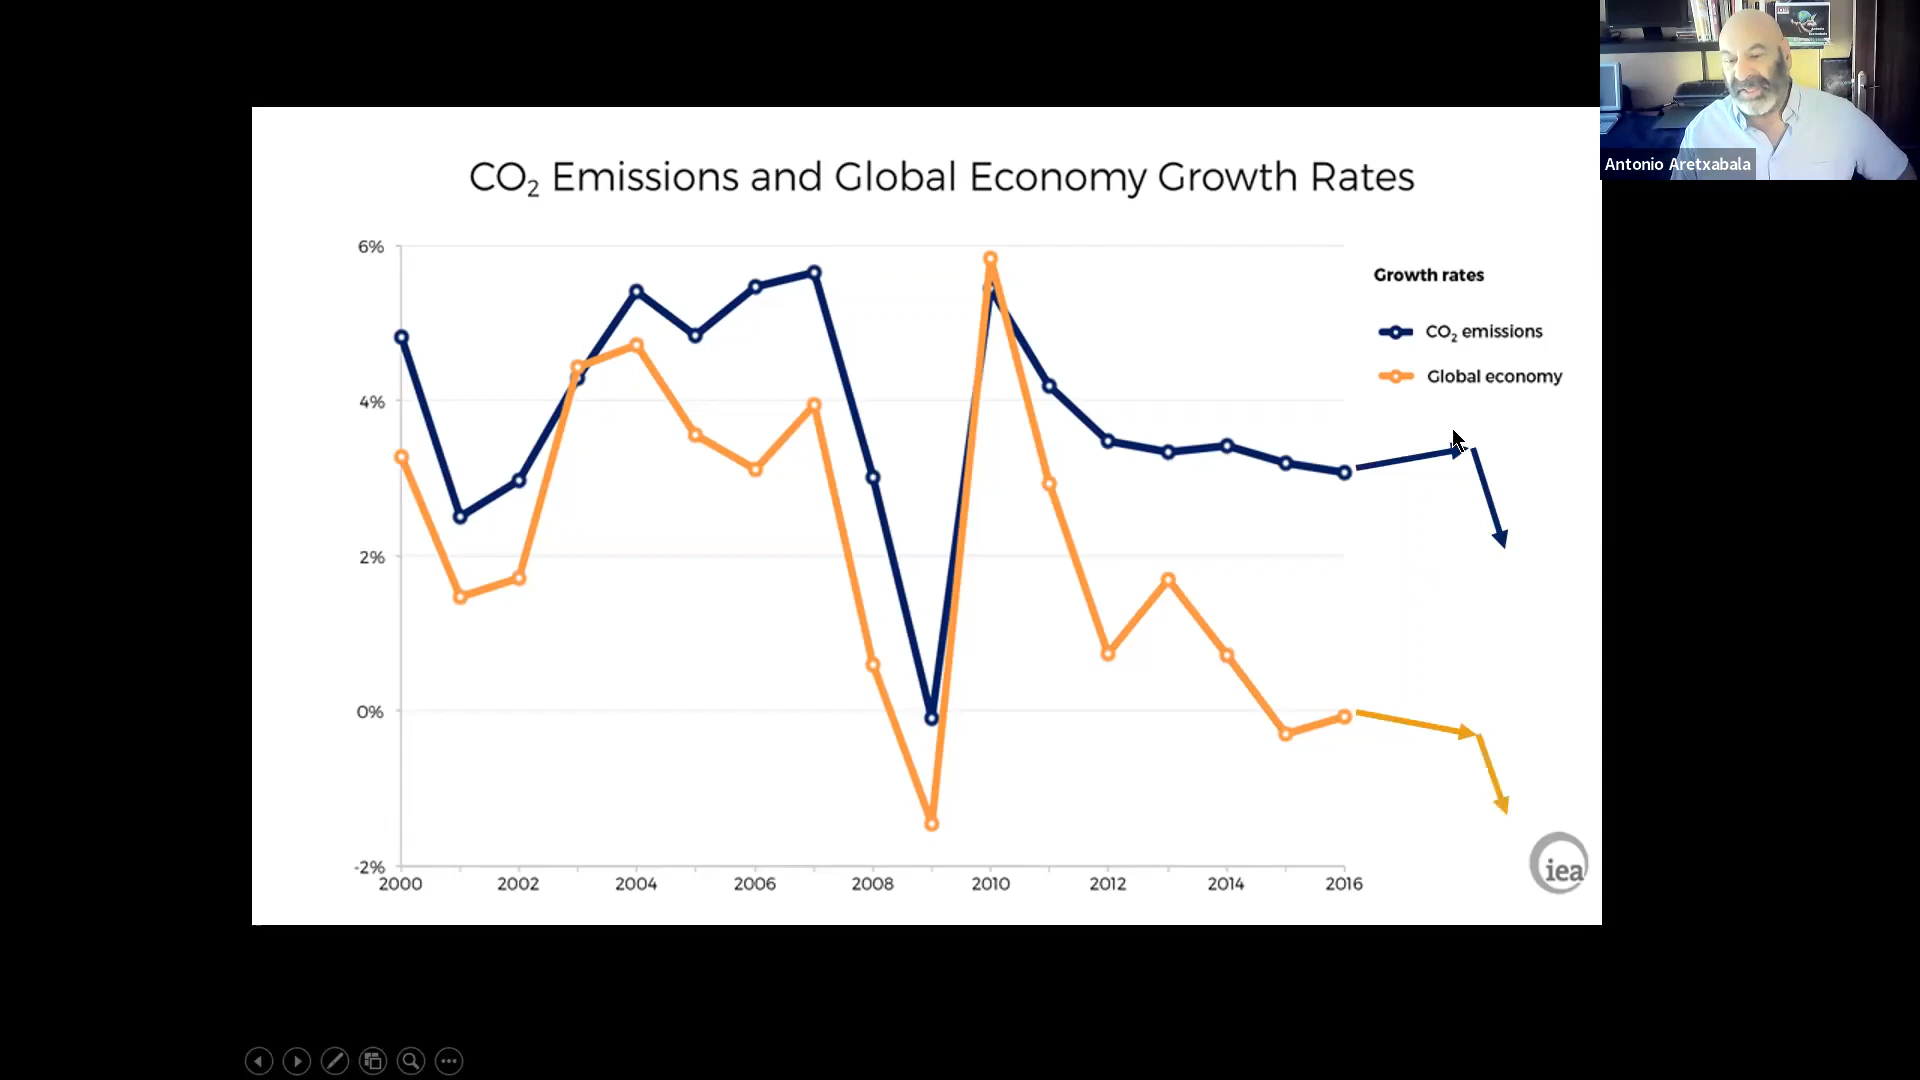 Antonio Aretxabala
CO2 Emissions and Global Economy Growth Rates
6%
4%
2%
0%
-2%
2000 2002 2004 2006 2008 2010 2012 2014 2016
Growth rates
CO2 emissions
Global economy
iea